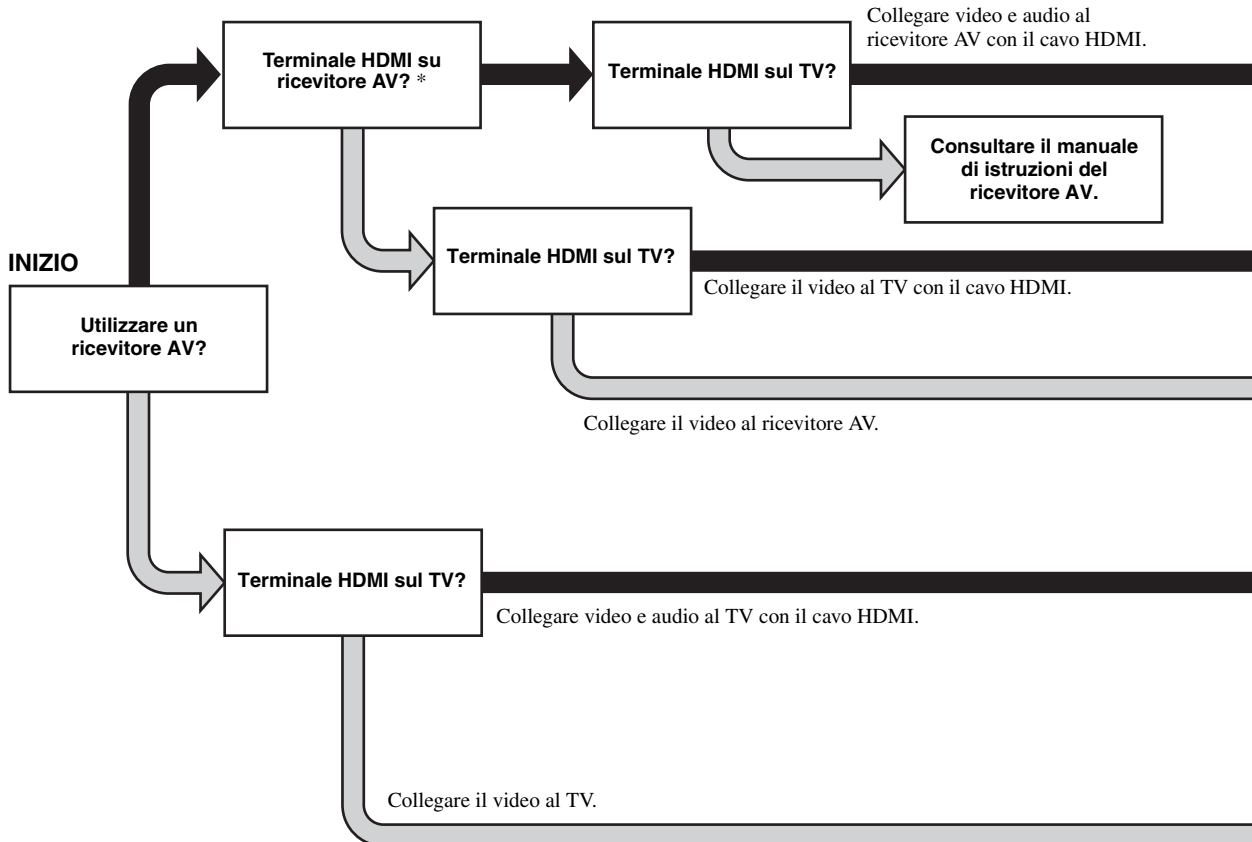 Collegare video e audio al
ricevitore AV con il cavo HDMI.
Terminale HDMI su
ricevitore AV? *
Terminale HDMI sul TV?
Consultare il manuale
di istruzioni del
ricevitore AV.
Terminale HDMI sul TV?
INIZIO
Collegare il video al TV con il cavo HDMI.
Utilizzare un
ricevitore AV?
Collegare il video al ricevitore AV.
Terminale HDMI sul TV?
Collegare video e audio al TV con il cavo HDMI.
Collegare il video al TV.